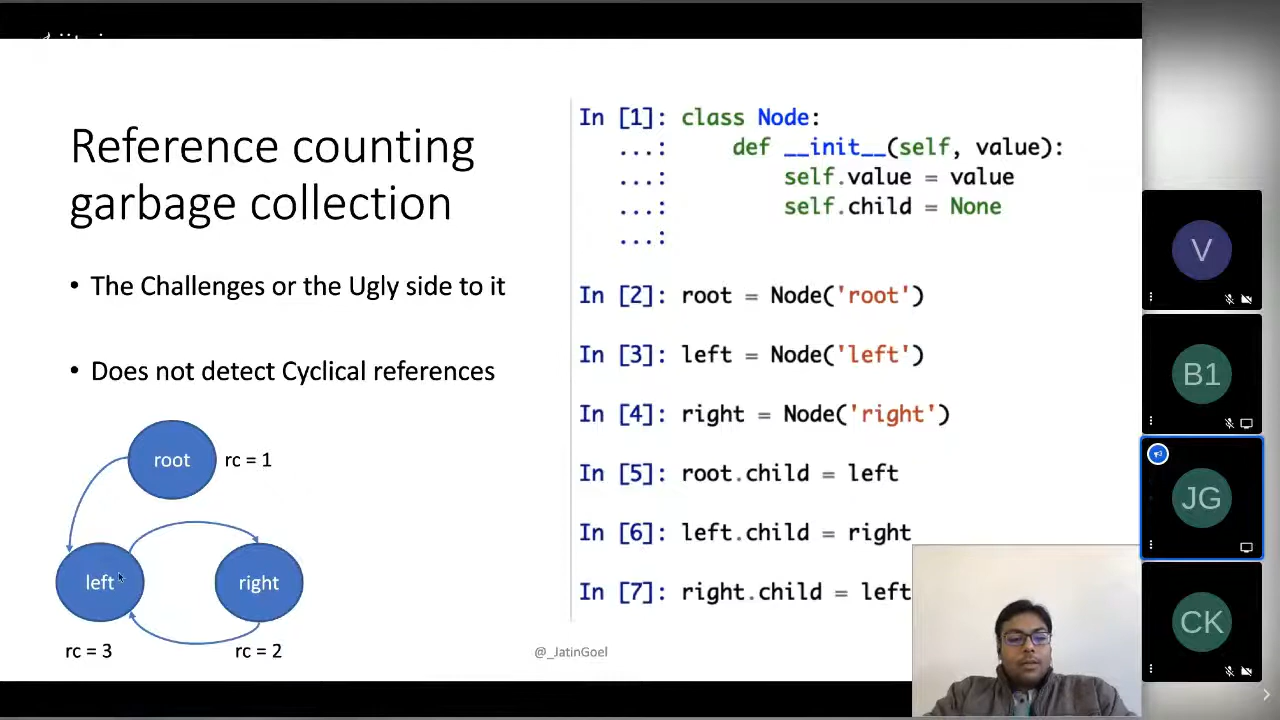 Reference counting
garbage collection
• The Challenges or the Ugly side to it
• Does not detect Cyclical references
root
rc = 1
left
right
rc = 3
rc = 2
In [1]: class Node:
...: def __init__(self, value):
...: self.value = value
...: self.child = None
...:
In [2]: root = Node('root')
In [3]: left = Node('left')
In [4]: right = Node('right')
In [5]: root.child = left
In [6]: left.child = right
In [7]: right.child = left
@_JatinGoel
V
B1
JG
CK